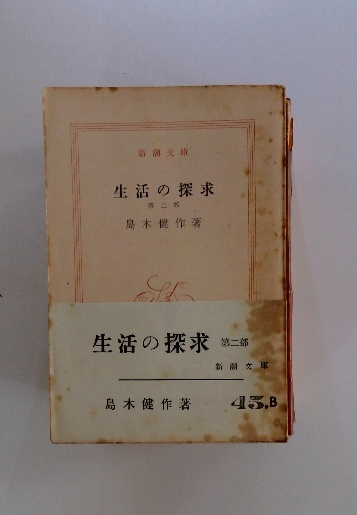 新潮文庫
生活の探求
第二部
島木健作著
生活の探求 第二部
新潮文庫
島木健作著 45.B